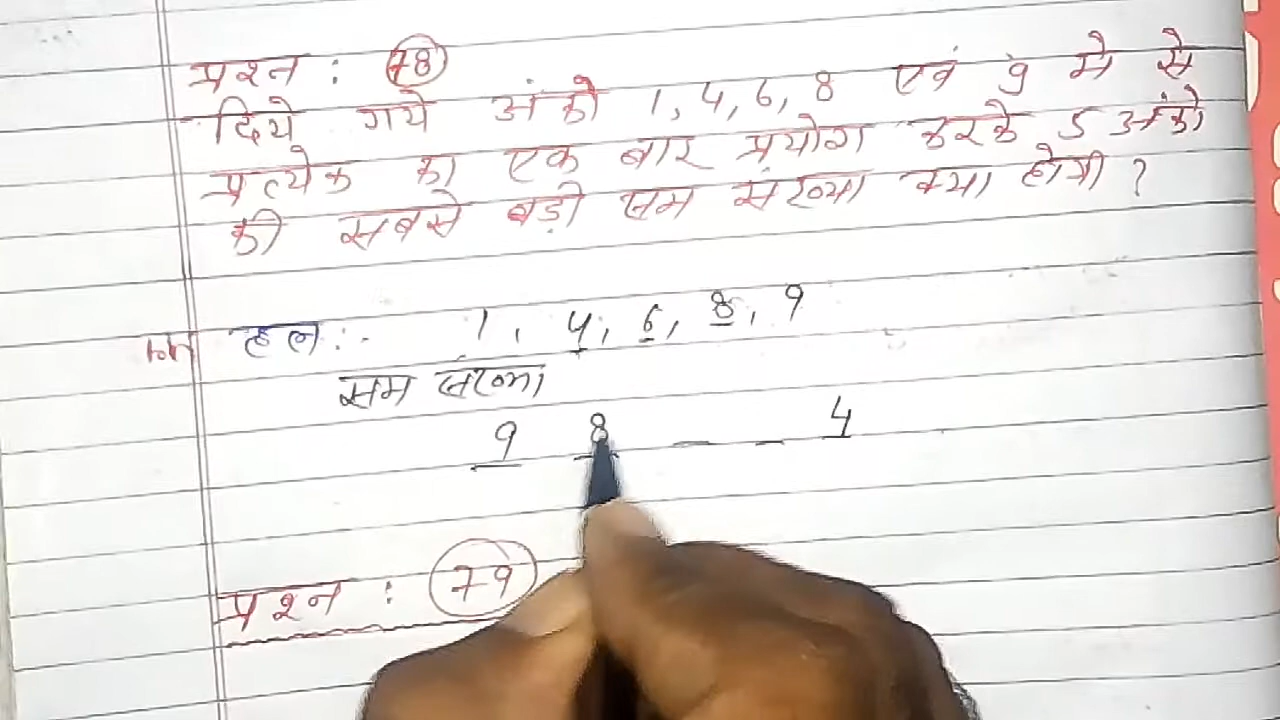 प्रश्न : 78
दिये गये अंको 1, 4, 6, 8 एवं 9 मे से
प्रत्येक का एक बार प्रयोग करके 5 अंको
की सबसे बड़ी सम संख्या क्या होगी ?
हल :- 1, 4, 6, 8, 9
सम संख्या
9 8 _ _ 4
प्रश्न : 79